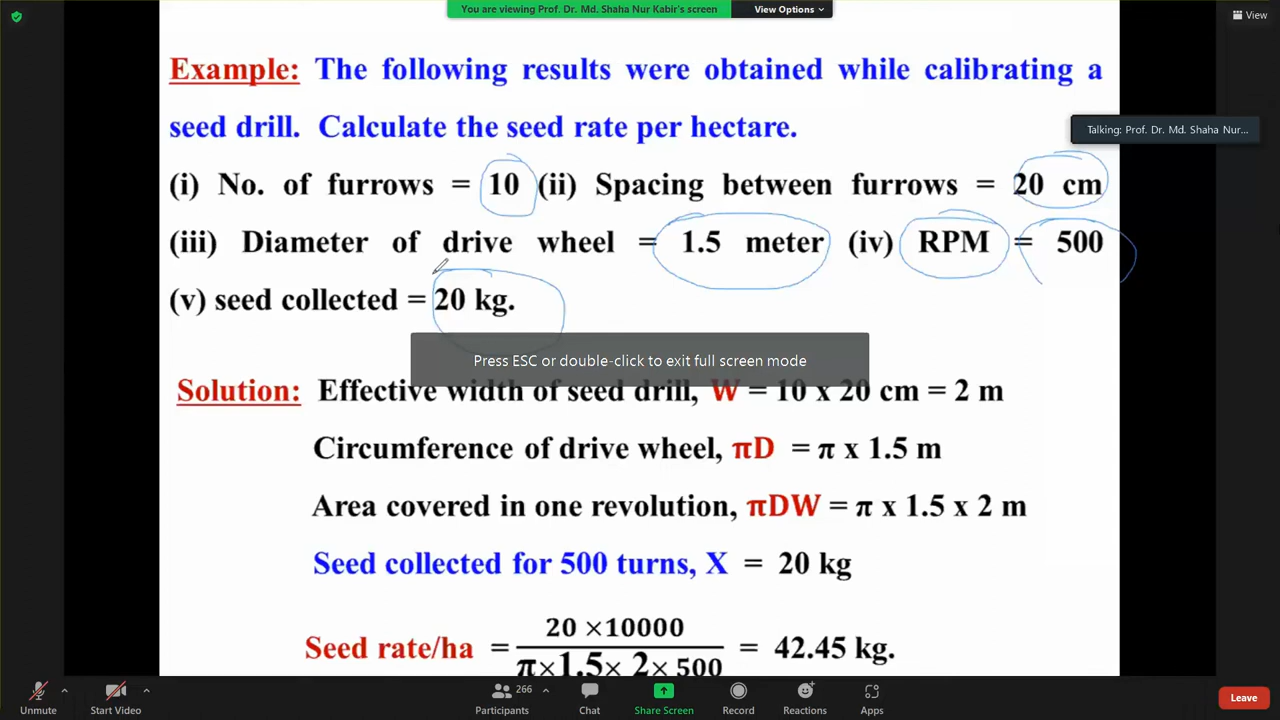 You are viewing Prof. Dr. Md. Shaha Nur Kabir's screen
View Options
View
Example: The following results were obtained while calibrating a
seed drill. Calculate the seed rate per hectare.
Talking: Prof. Dr. Md. Shaha Nur...
(i) No. of furrows = 10 (ii) Spacing between furrows = 20 cm
(iii) Diameter of drive wheel = 1.5 meter (iv) RPM = 500
(v) seed collected = 20 kg.
Press ESC or double-click to exit full screen mode
Solution: Effective width of seed drill, W = 10 x 20 cm = 2 m
Circumference of drive wheel, πD = π x 1.5 m
Area covered in one revolution, πDW = π x 1.5 x 2 m
Seed collected for 500 turns, X = 20 kg
20 ×10000
Seed rate/ha = = 42.45 kg.
π×1.5× 2× 500
Unmute
Start Video
266
Participants
Chat
Share Screen
Record
Reactions
Apps
Leave